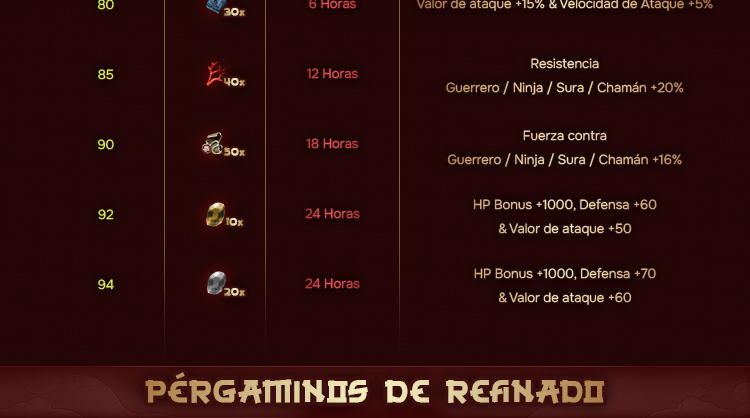 80 30x 6 Horas Valor de ataque +15% & Velocidad de Ataque +5%
Resistencia
85 40x 12 Horas
Guerrero / Ninja / Sura / Chamán +20%
Fuerza contra
90 50x 18 Horas
Guerrero / Ninja / Sura / Chamán +16%
HP Bonus +1000, Defensa +60
92 10x 24 Horas
& Valor de ataque +50
HP Bonus +1000, Defensa +70
94 20x 24 Horas
& Valor de ataque +60
PÉRGAMINOS DE REFINADO